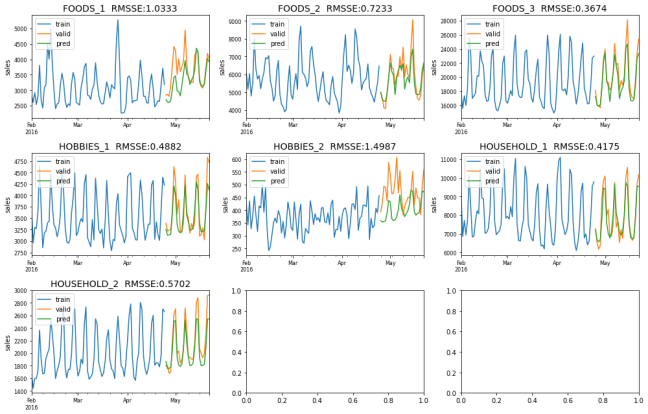 FOODS_1 RMSSE:1.0333
FOODS_2 RMSSE:0.7233
FOODS_3 RMSSE:0.3674
train
valid
pred
train
valid
pred
train
valid
pred
sales
5000
4500
4000
3500
3000
2500
sales
9000
8000
7000
6000
5000
4000
sales
28000
26000
24000
22000
20000
18000
16000
Feb
2016
Mar
Apr
May
Feb
2016
Mar
Apr
May
Feb
2016
Mar
Apr
May
HOBBIES_1 RMSSE:0.4882
HOBBIES_2 RMSSE:1.4987
HOUSEHOLD_1 RMSSE:0.4175
train
valid
pred
train
valid
pred
train
valid
pred
sales
4750
4500
4250
4000
3750
3500
3250
3000
2750
sales
600
550
500
450
400
350
300
250
sales
11000
10000
9000
8000
7000
6000
Feb
2016
Mar
Apr
May
Feb
2016
Mar
Apr
May
Feb
2016
Mar
Apr
May
HOUSEHOLD_2 RMSSE:0.5702
train
valid
pred
sales
3000
2800
2600
2400
2200
2000
1800
1600
1400
Feb
2016
Mar
Apr
May
1.0
0.8
0.6
0.4
0.2
0.0
0.0 0.2 0.4 0.6 0.8 1.0
1.0
0.8
0.6
0.4
0.2
0.0
0.0 0.2 0.4 0.6 0.8 1.0